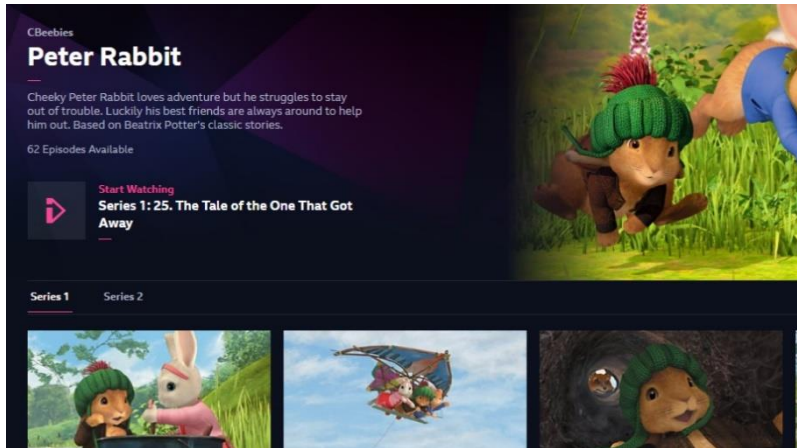 CBeebies
Peter Rabbit
Cheeky Peter Rabbit loves adventure but he struggles to stay
out of trouble. Luckily his best friends are always around to help
him out. Based on Beatrix Potter's classic stories.
62 Episodes Available
Start Watching
Series 1: 25. The Tale of the One That Got
Away
Series 1
Series 2